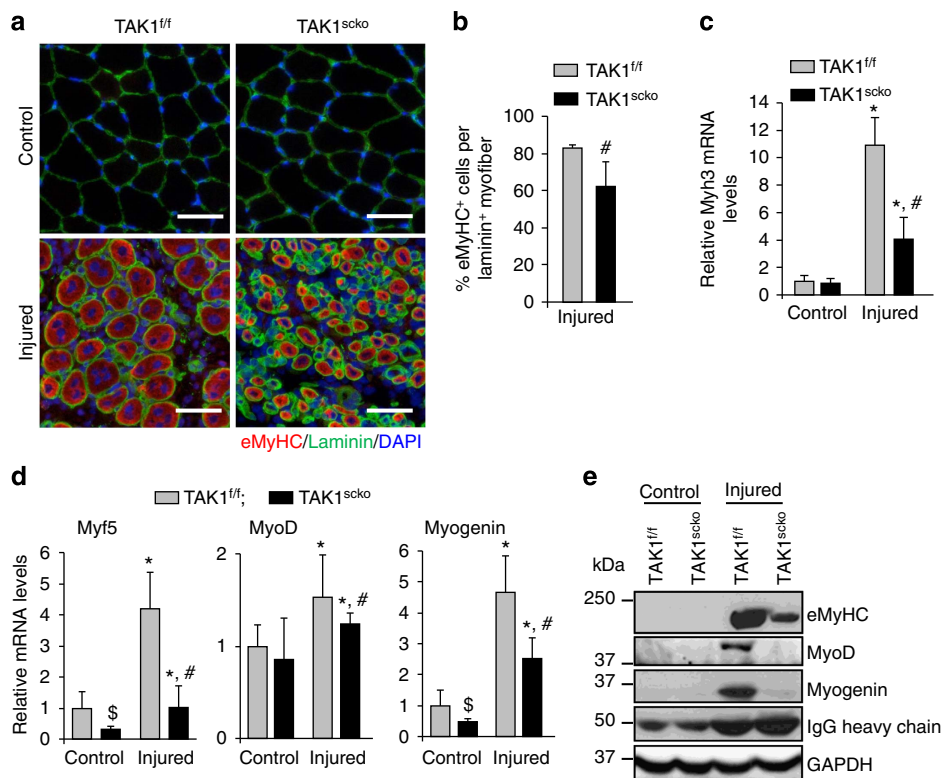 a
TAK1f/f
TAK1scko
Control
Injured
eMyHC/Laminin/DAPI
b
TAK1f/f
TAK1scko
% eMyHC+ cells per
laminin+ myofiber
100
80
60
40
20
0
#
Injured
c
TAK1f/f
TAK1scko
Relative Myh3 mRNA
levels
14
12
10
8
6
4
2
0
*
*, #
Control
Injured
d
TAK1f/f;
TAK1scko
Relative mRNA levels
Myf5
6
5
4
3
2
1
0
$
*
*, #
Control
Injured
MyoD
2
1
0
*
*, #
Control
Injured
Myogenin
6
5
4
3
2
1
0
$
*
*, #
Control
Injured
e
Control
Injured
kDa
TAK1f/f
TAK1scko
TAK1f/f
TAK1scko
250
eMyHC
37
MyoD
37
Myogenin
50
IgG heavy chain
37
GAPDH